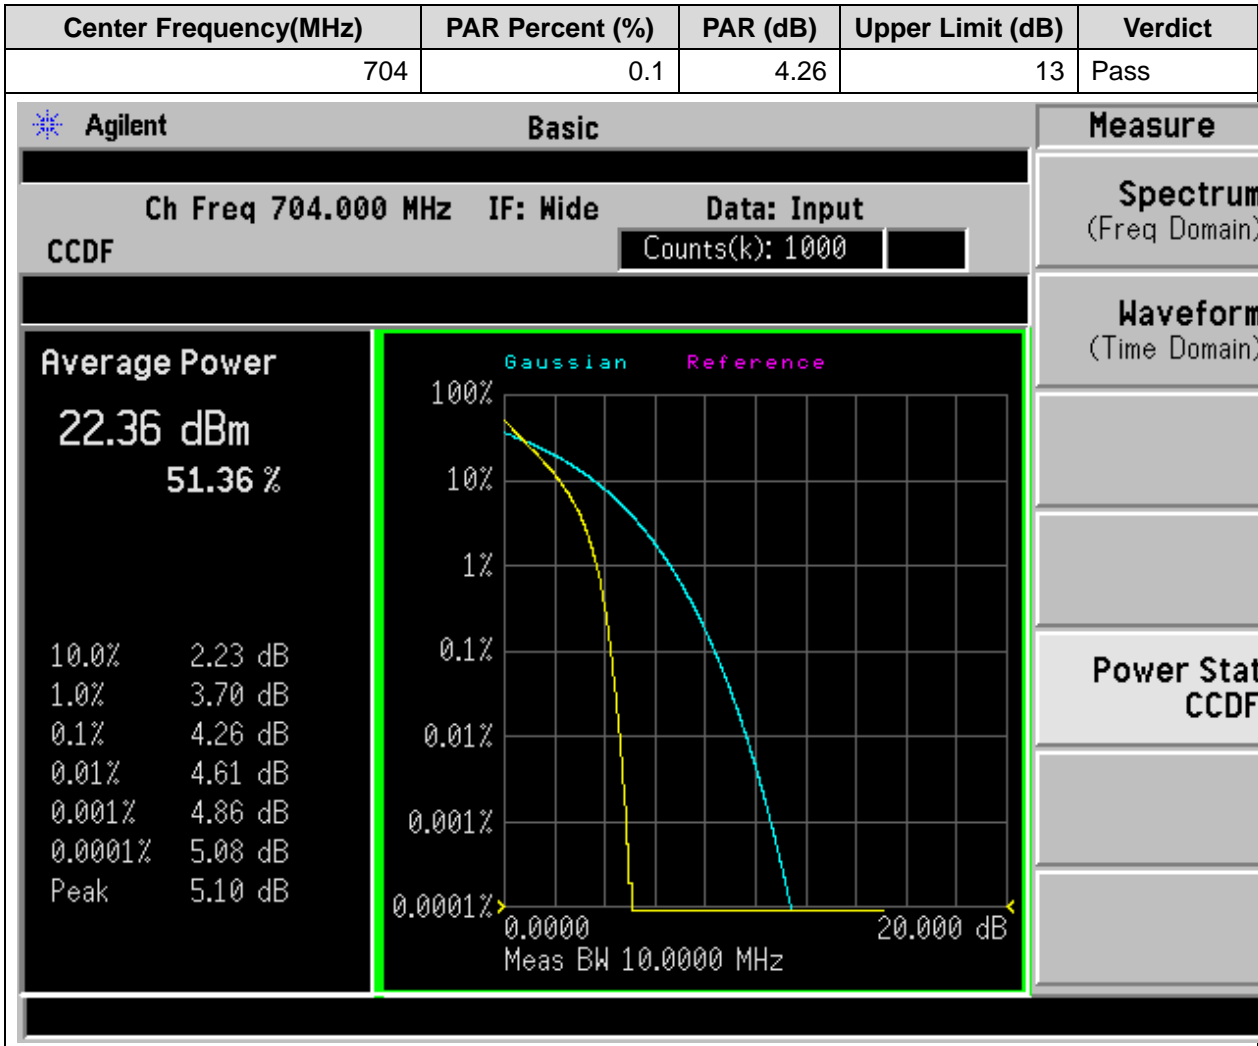 Center Frequency(MHz) PAR Percent (%) PAR (dB) Upper Limit (dB) Verdict
704 0.1 4.26 13 Pass
Agilent Basic Measure
Ch Freq 704.000 MHz IF: Wide Data: Input
CCDF Counts(k): 1000
Average Power
22.36 dBm
51.36 %
10.0% 2.23 dB
1.0% 3.70 dB
0.1% 4.26 dB
0.01% 4.61 dB
0.001% 4.86 dB
0.0001% 5.08 dB
Peak 5.10 dB
Gaussian Reference
100%
10%
1%
0.1%
0.01%
0.001%
0.0001%
0.0000 20.000 dB
Meas BW 10.0000 MHz
Spectrum
(Freq Domain)
Waveform
(Time Domain)
Power Stat
CCDF